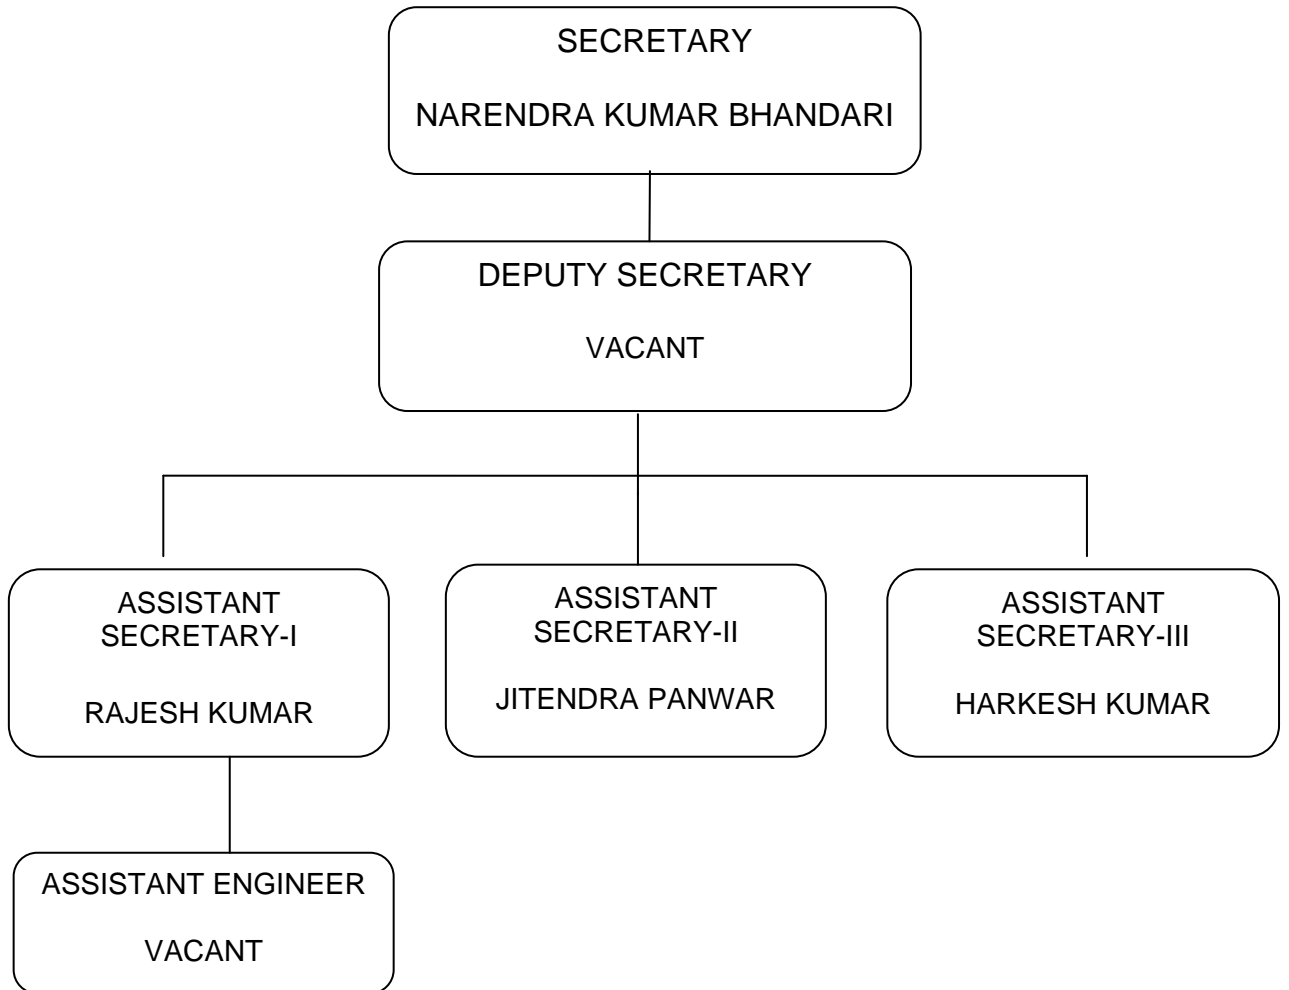 SECRETARY
NARENDRA KUMAR BHANDARI
DEPUTY SECRETARY
VACANT
ASSISTANT
SECRETARY-I
RAJESH KUMAR
ASSISTANT
SECRETARY-II
JITENDRA PANWAR
ASSISTANT
SECRETARY-III
HARKESH KUMAR
ASSISTANT ENGINEER
VACANT